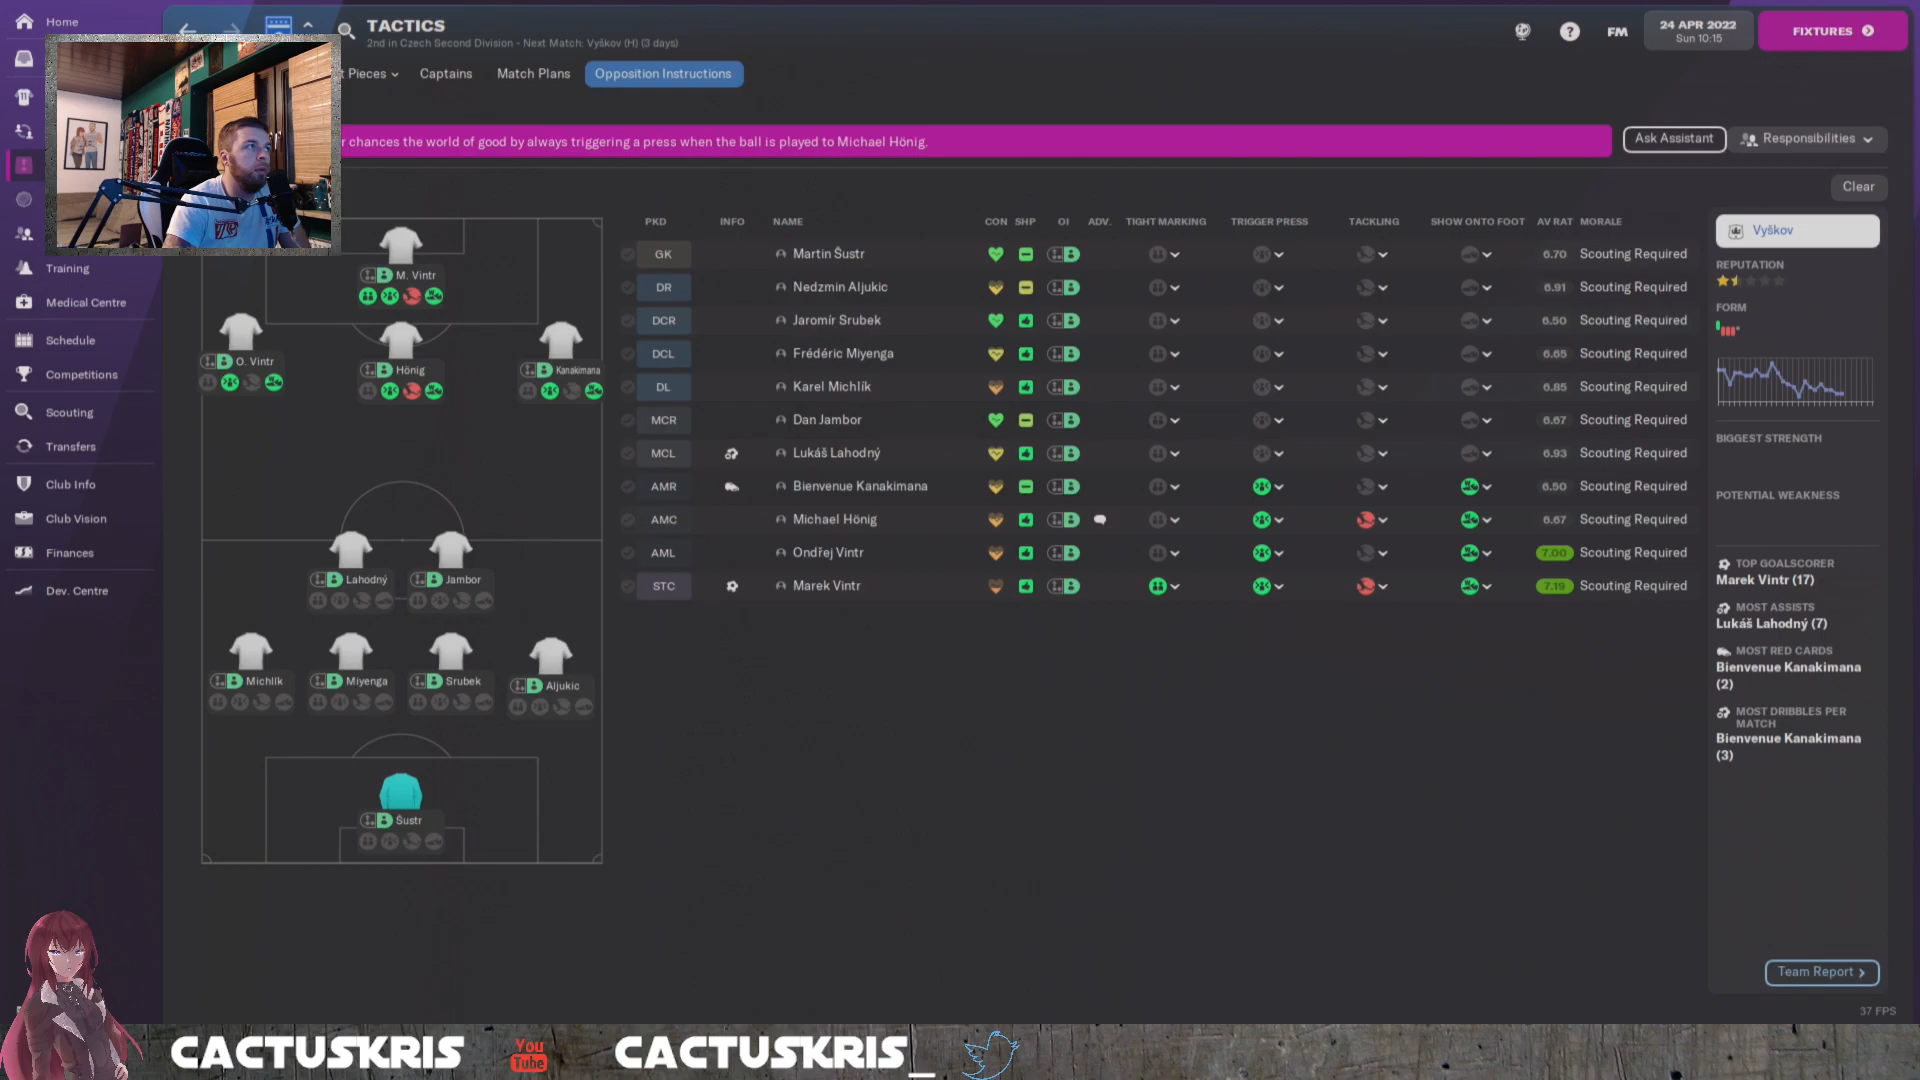 Home
TACTICS
2nd in Czech Second Division - Next Match: Vyškov (H) (3 days)
FM
24 APR 2022
Sun 10:15
FIXTURES
t Pieces
Captains
Match Plans
Opposition Instructions
r chances the world of good by always triggering a press when the ball is played to Michael Hönig.
Ask Assistant
Responsibilities
Clear
Training
Medical Centre
Schedule
Competitions
Scouting
Transfers
Club Info
Club Vision
Finances
Dev. Centre
M. Vintr
O. Vintr
Hönig
Kanakimana
Lahodný
Jambor
Michlík
Miyenga
Srubek
Aljukic
Šustr
PKD INFO NAME CON SHP OI ADV. TIGHT MARKING TRIGGER PRESS TACKLING SHOW ONTO FOOT AV RAT MORALE
GK Martin Šustr 6.70 Scouting Required
DR Nedzmin Aljukic 6.91 Scouting Required
DCR Jaromír Srubek 6.50 Scouting Required
DCL Frédéric Miyenga 6.65 Scouting Required
DL Karel Michlík 6.85 Scouting Required
MCR Dan Jambor 6.67 Scouting Required
MCL Lukáš Lahodný 6.93 Scouting Required
AMR Bienvenue Kanakimana 6.50 Scouting Required
AMC Michael Hönig 6.67 Scouting Required
AML Ondřej Vintr 7.00 Scouting Required
STC Marek Vintr 7.19 Scouting Required
Vyškov
REPUTATION
FORM
BIGGEST STRENGTH
POTENTIAL WEAKNESS
TOP GOALSCORER
Marek Vintr (17)
MOST ASSISTS
Lukáš Lahodný (7)
MOST RED CARDS
Bienvenue Kanakimana
(2)
MOST DRIBBLES PER
MATCH
Bienvenue Kanakimana
(3)
Team Report
37 FPS
CACTUSKRIS
You
Tube
CACTUSKRIS_